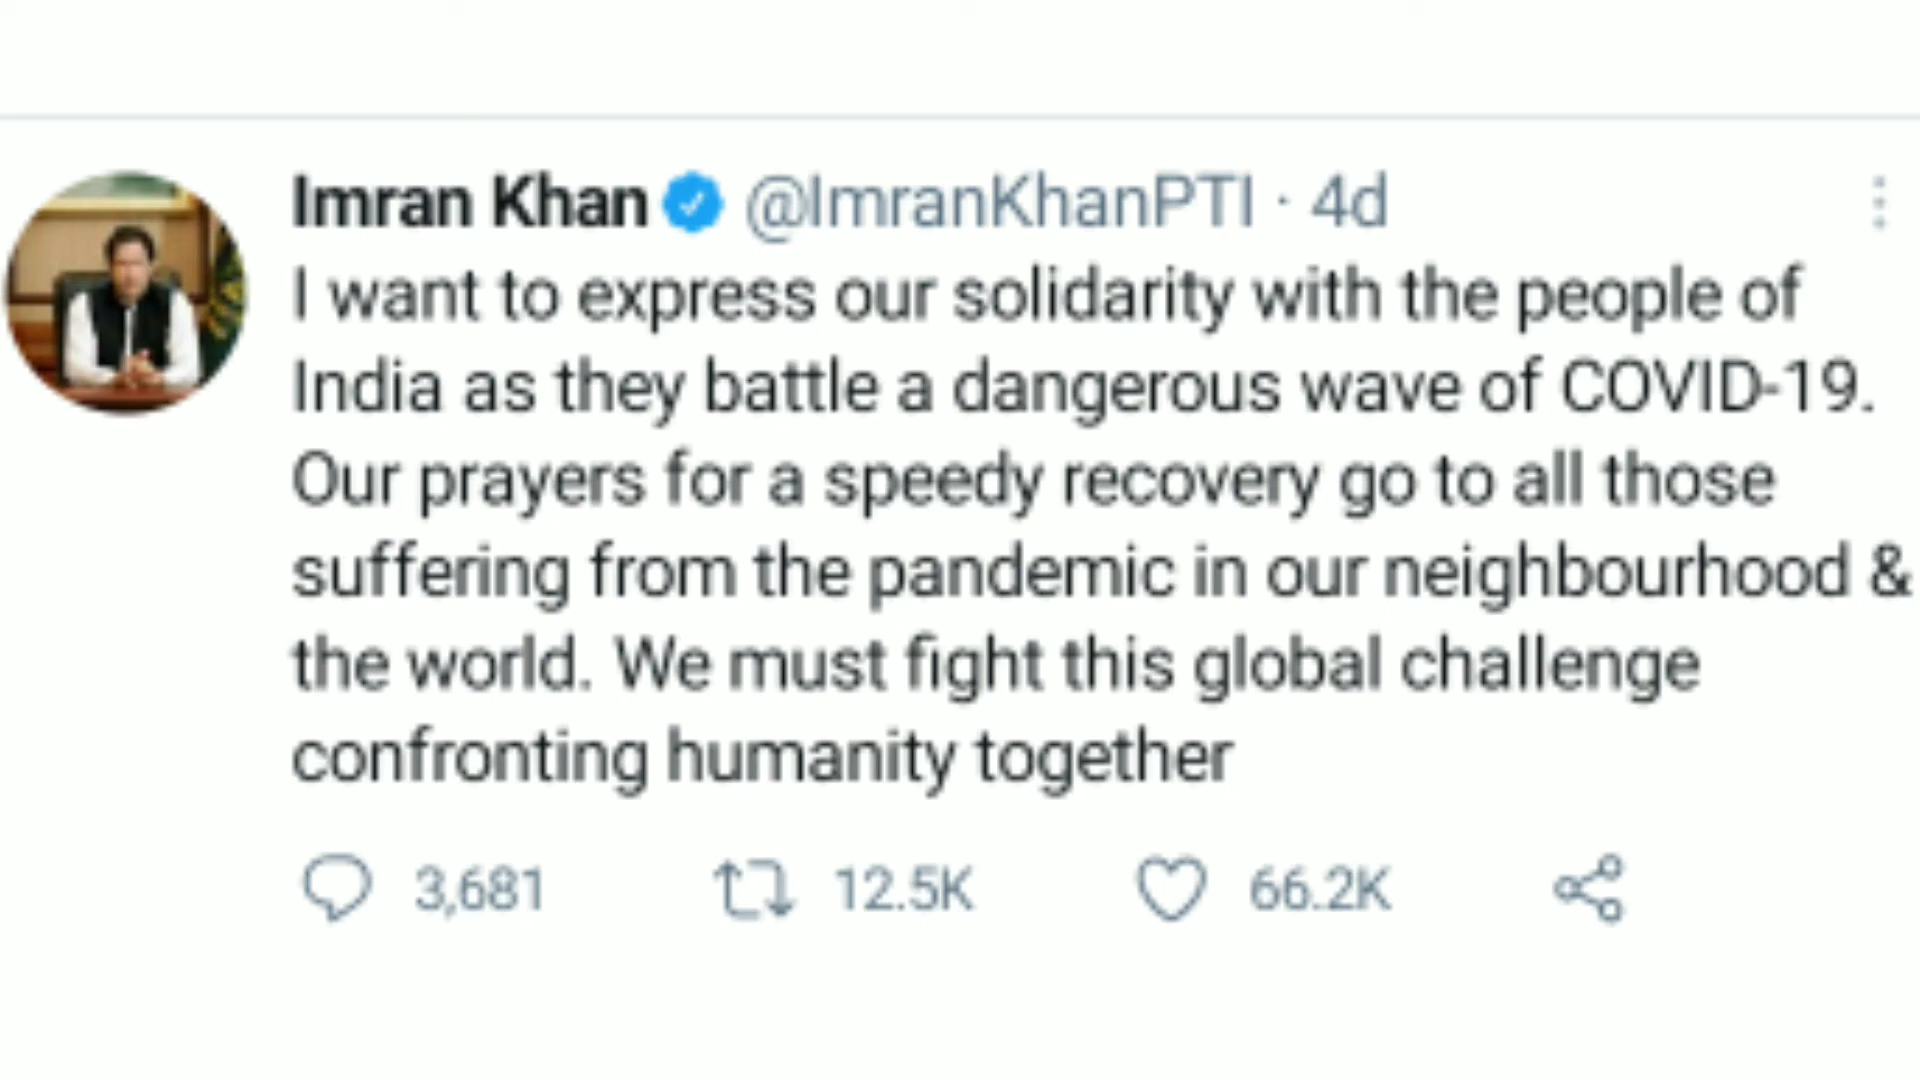 Imran Khan @ImranKhanPTI · 4d
I want to express our solidarity with the people of
India as they battle a dangerous wave of COVID-19.
Our prayers for a speedy recovery go to all those
suffering from the pandemic in our neighbourhood &
the world. We must fight this global challenge
confronting humanity together
3,681 12.5K 66.2K